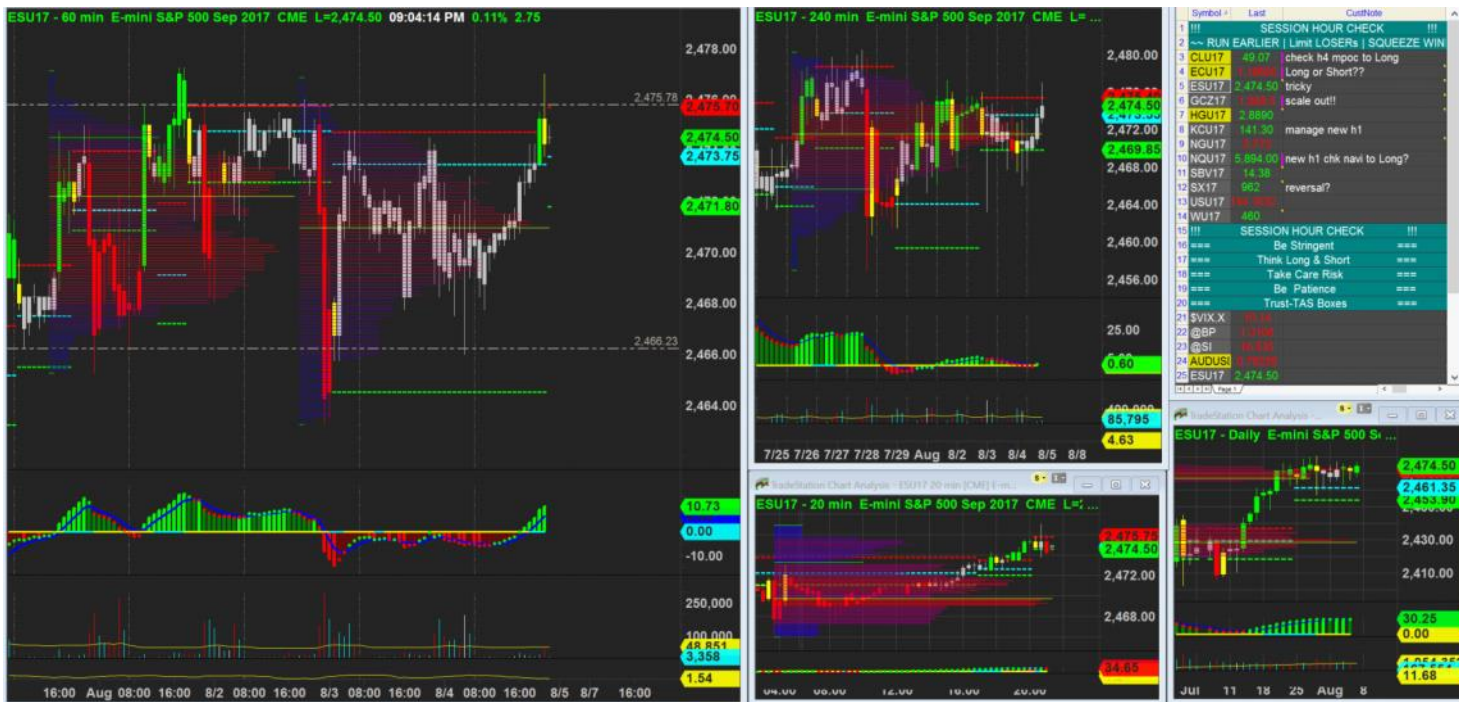 ESU17 - 60 min E-mini S&P 500 Sep 2017 CME L=2,474.50 09:04:14 PM 0.11% 2.75
2,478.00
2,475.78
2,475.70
2,474.50
2,473.75
2,471.80
2,470.00
2,468.00
2,466.23
2,466.00
2,464.00
10.73
0.00
-10.00
250,000
100,000
48,851
3,358
1.54
16:00 Aug 08:00 16:00 8/2 08:00 16:00 8/3 08:00 16:00 8/4 08:00 16:00 8/5 8/7 16:00
ESU17 - 240 min E-mini S&P 500 Sep 2017 CME L= ...
2,480.00
2,474.50
2,472.00
2,469.85
2,468.00
2,464.00
2,460.00
2,456.00
25.00
0.60
85,795
4.63
7/25 7/26 7/27 7/28 7/29 Aug 8/2 8/3 8/4 8/5 8/8
TradeStation Chart Analysis - ESU17 20 min [CME] E-m...
ESU17 - 20 min E-mini S&P 500 Sep 2017 CME L=2 ...
2,475.75
2,474.50
2,472.00
2,468.00
34.65
04:00 08:00 12:00 16:00 20:00
Symbol Last CustNote
1 !!! SESSION HOUR CHECK !!!
2 ~~ RUN EARLIER | Limit LOSERs | SQUEEZE WIN
3 CLU17 49.07 check h4 mpoc to Long
4 ECU17 Long or Short??
5 ESU17 2,474.50 tricky
6 GCZ17 scale out!!
7 HGU17 2.8890
8 KCU17 141.30 manage new h1
9 NGU17
10 NQU17 5,894.00 new h1 chk navi to Long?
11 SBV17 14.38
12 SX17 962 reversal?
13 USU17
14 WU17 460
15 !!! SESSION HOUR CHECK !!!
16 === Be Stringent ===
17 === Think Long & Short ===
18 === Take Care Risk ===
19 === Be Patience ===
20 === Trust-TAS Boxes ===
21 $VIX.X
22 @BP
23 @SI
24 AUDUSI
25 ESU17 2,474.50
Page 1
TradeStation Chart Analysis - ...
ESU17 - Daily E-mini S&P 500 S ...
2,474.50
2,461.35
2,453.90
2,430.00
2,410.00
30.25
0.00
11.68
Jul 11 18 25 Aug 8